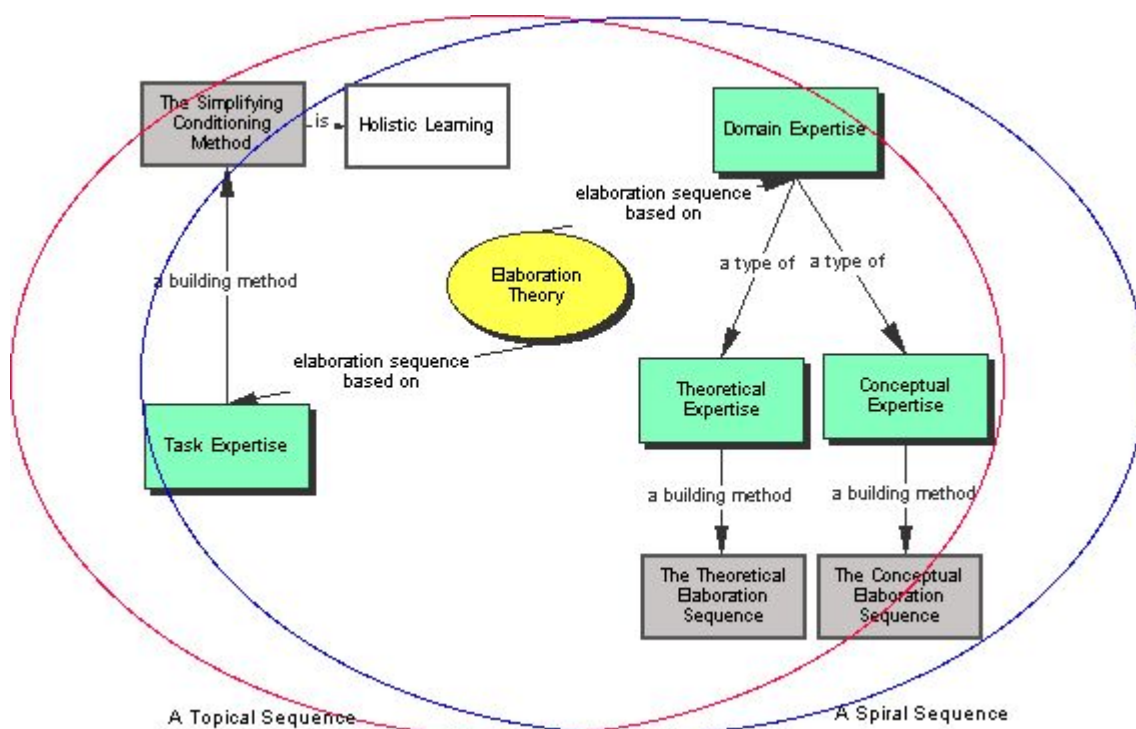 The Simplifying
Conditioning
Method
is
Holistic Learning
Domain Expertise
elaboration sequence
based on
a type of
a type of
Elaboration
Theory
a building method
elaboration sequence
based on
Theoretical
Expertise
Conceptual
Expertise
Task Expertise
a building method
a building method
The Theoretical
Elaboration
Sequence
The Conceptual
Elaboration
Sequence
A Topical Sequence
A Spiral Sequence